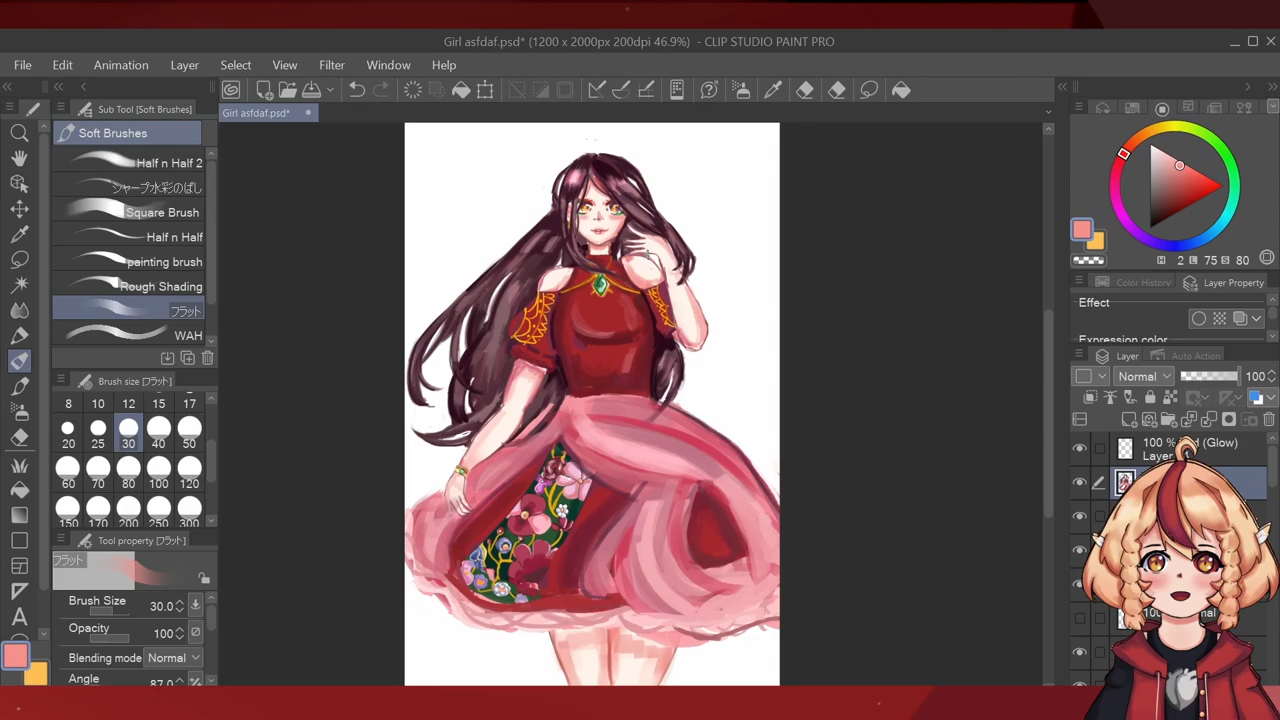 Girl asfdaf.psd* (1200 x 2000px 200dpi 46.9%)  - CLIP STUDIO PAINT PRO
File Edit Animation Layer Select View Filter Window Help
Sub Tool [Soft Brushes]
Girl asfdaf.psd*
Soft Brushes
Half n Half 2
シャープ水彩のばし
Square Brush
Half n Half
painting brush
Rough Shading
フラット
WAH
Brush size [フラット]
8 10 12 15 17
20 25 30 40 50
60 70 80 100 120
150 170 200 250 300
Tool property [フラット]
フラット
Brush Size 30.0
Opacity 100
Blending mode Normal
Angle 87.0
H 2 L 75 S 80
Color History Layer Property
Effect
Expression color
Layer Auto Action
Normal 100
100 % (Glow)
Layer